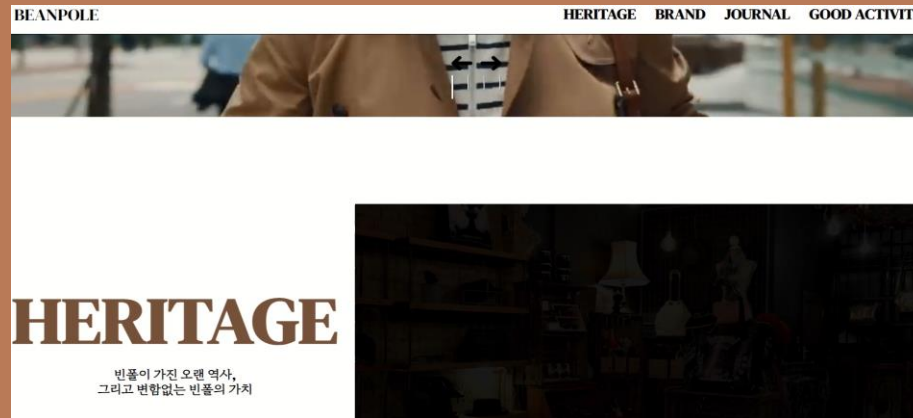 BEANPOLE
HERITAGE BRAND JOURNAL GOOD ACTIVIT
HERITAGE
빈폴이 가진 오랜 역사,
그리고 변함없는 빈폴의 가치